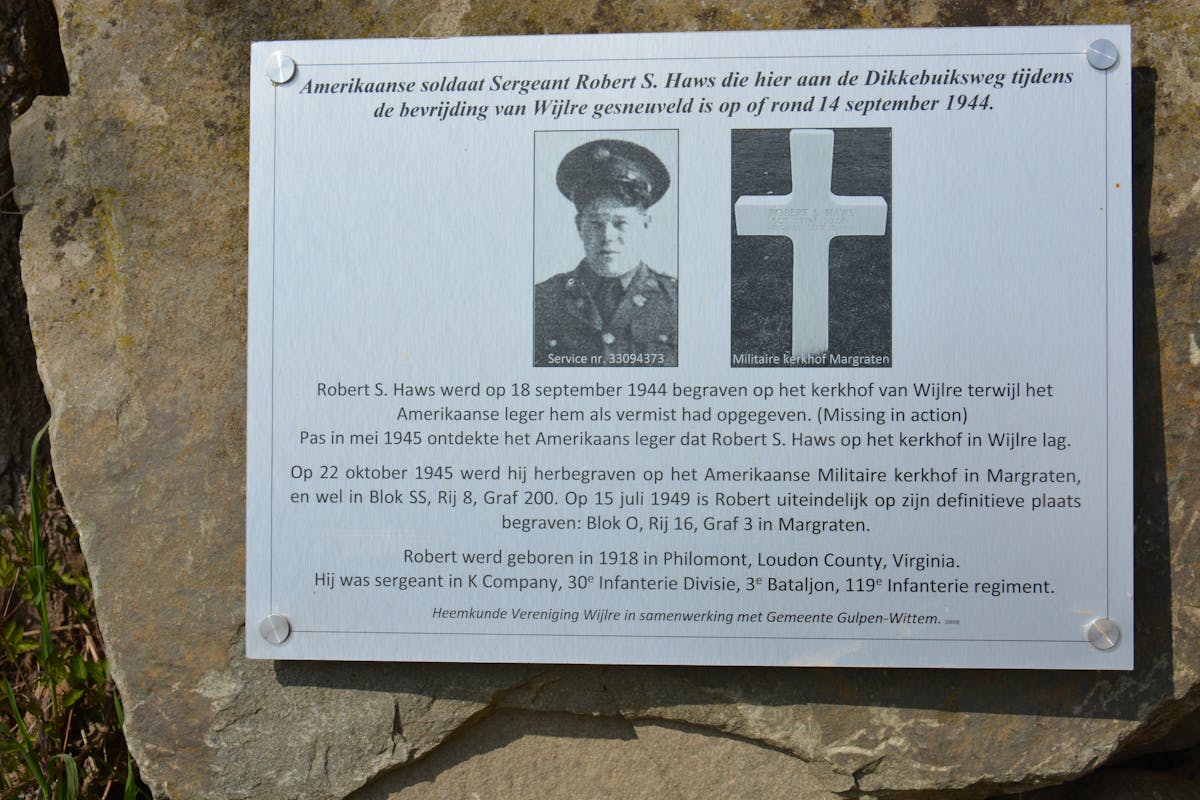 Amerikaanse soldaat Sergeant Robert S. Haws die hier aan de Dikkebuiksweg tijdens
de bevrijding van Wijlre gesneuveld is op of rond 14 september 1944.
ROBERT S. HAWS
Service nr. 33094373
Militaire kerkhof Margraten
Robert S. Haws werd op 18 september 1944 begraven op het kerkhof van Wijlre terwijl het
Amerikaanse leger hem als vermist had opgegeven. (Missing in action)
Pas in mei 1945 ontdekte het Amerikaans leger dat Robert S. Haws op het kerkhof in Wijlre lag.
Op 22 oktober 1945 werd hij herbegraven op het Amerikaanse Militaire kerkhof in Margraten,
en wel in Blok SS, Rij 8, Graf 200. Op 15 juli 1949 is Robert uiteindelijk op zijn definitieve plaats
begraven: Blok O, Rij 16, Graf 3 in Margraten.
Robert werd geboren in 1918 in Philomont, Loudon County, Virginia.
Hij was sergeant in K Company, 30e Infanterie Divisie, 3e Bataljon, 119e Infanterie regiment.
Heemkunde Vereniging Wijlre in samenwerking met Gemeente Gulpen-Wittem.